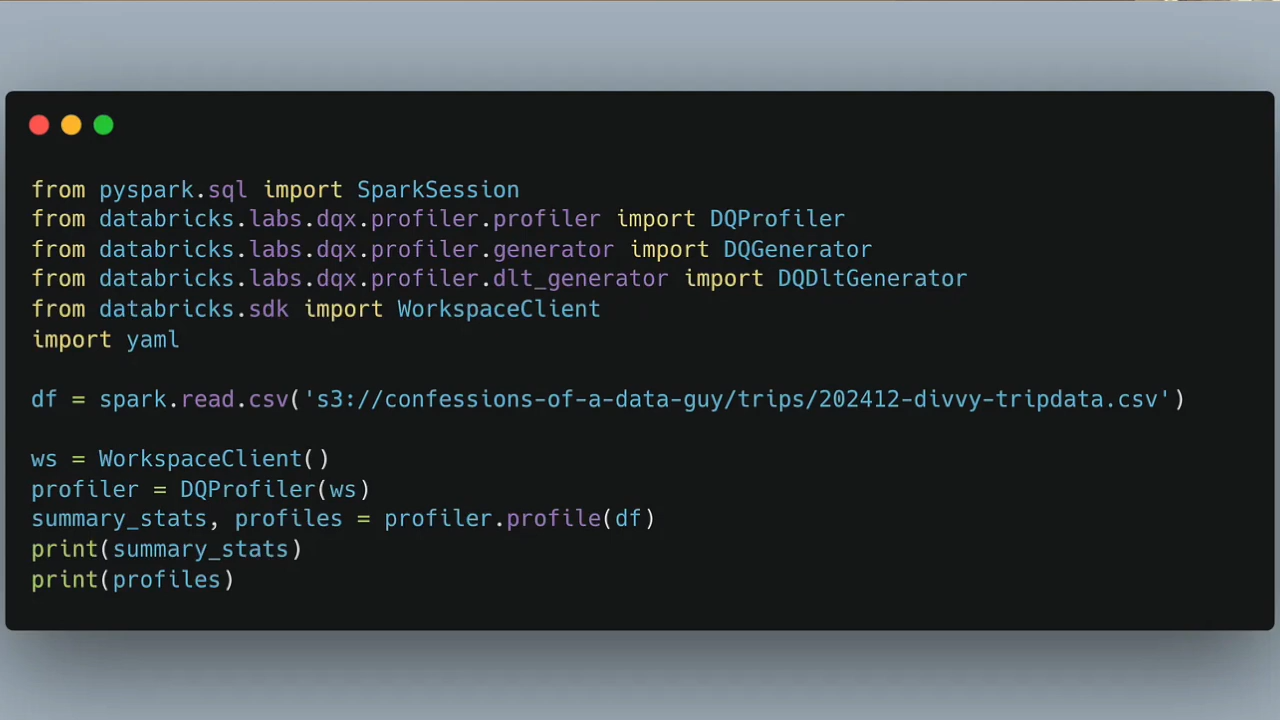 from pyspark.sql import SparkSession
from databricks.labs.dqx.profiler.profiler import DQProfiler
from databricks.labs.dqx.profiler.generator import DQGenerator
from databricks.labs.dqx.profiler.dlt_generator import DQDltGenerator
from databricks.sdk import WorkspaceClient
import yaml
df = spark.read.csv('s3://confessions-of-a-data-guy/trips/202412-divvy-tripdata.csv')
ws = WorkspaceClient()
profiler = DQProfiler(ws)
summary_stats, profiles = profiler.profile(df)
print(summary_stats)
print(profiles)